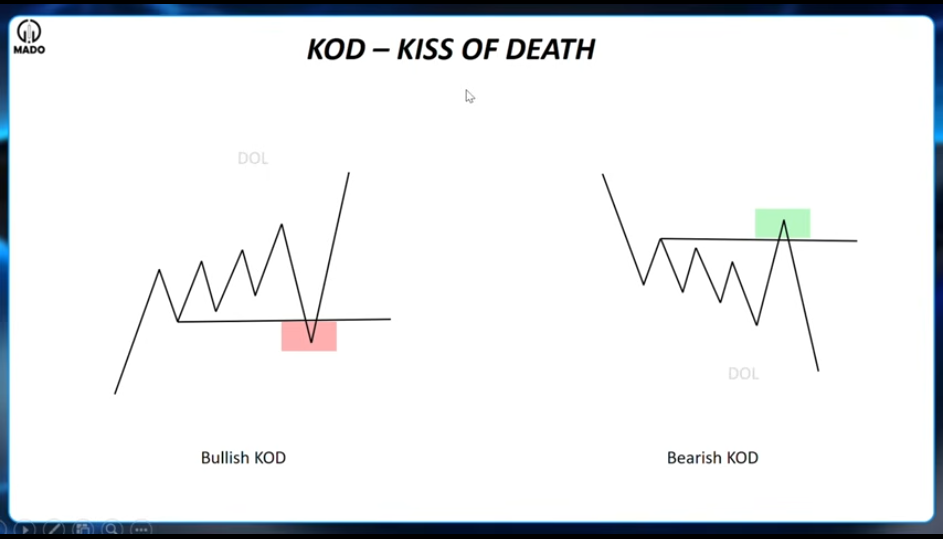 MADO
KOD – KISS OF DEATH
DOL
DOL
Bullish KOD
Bearish KOD